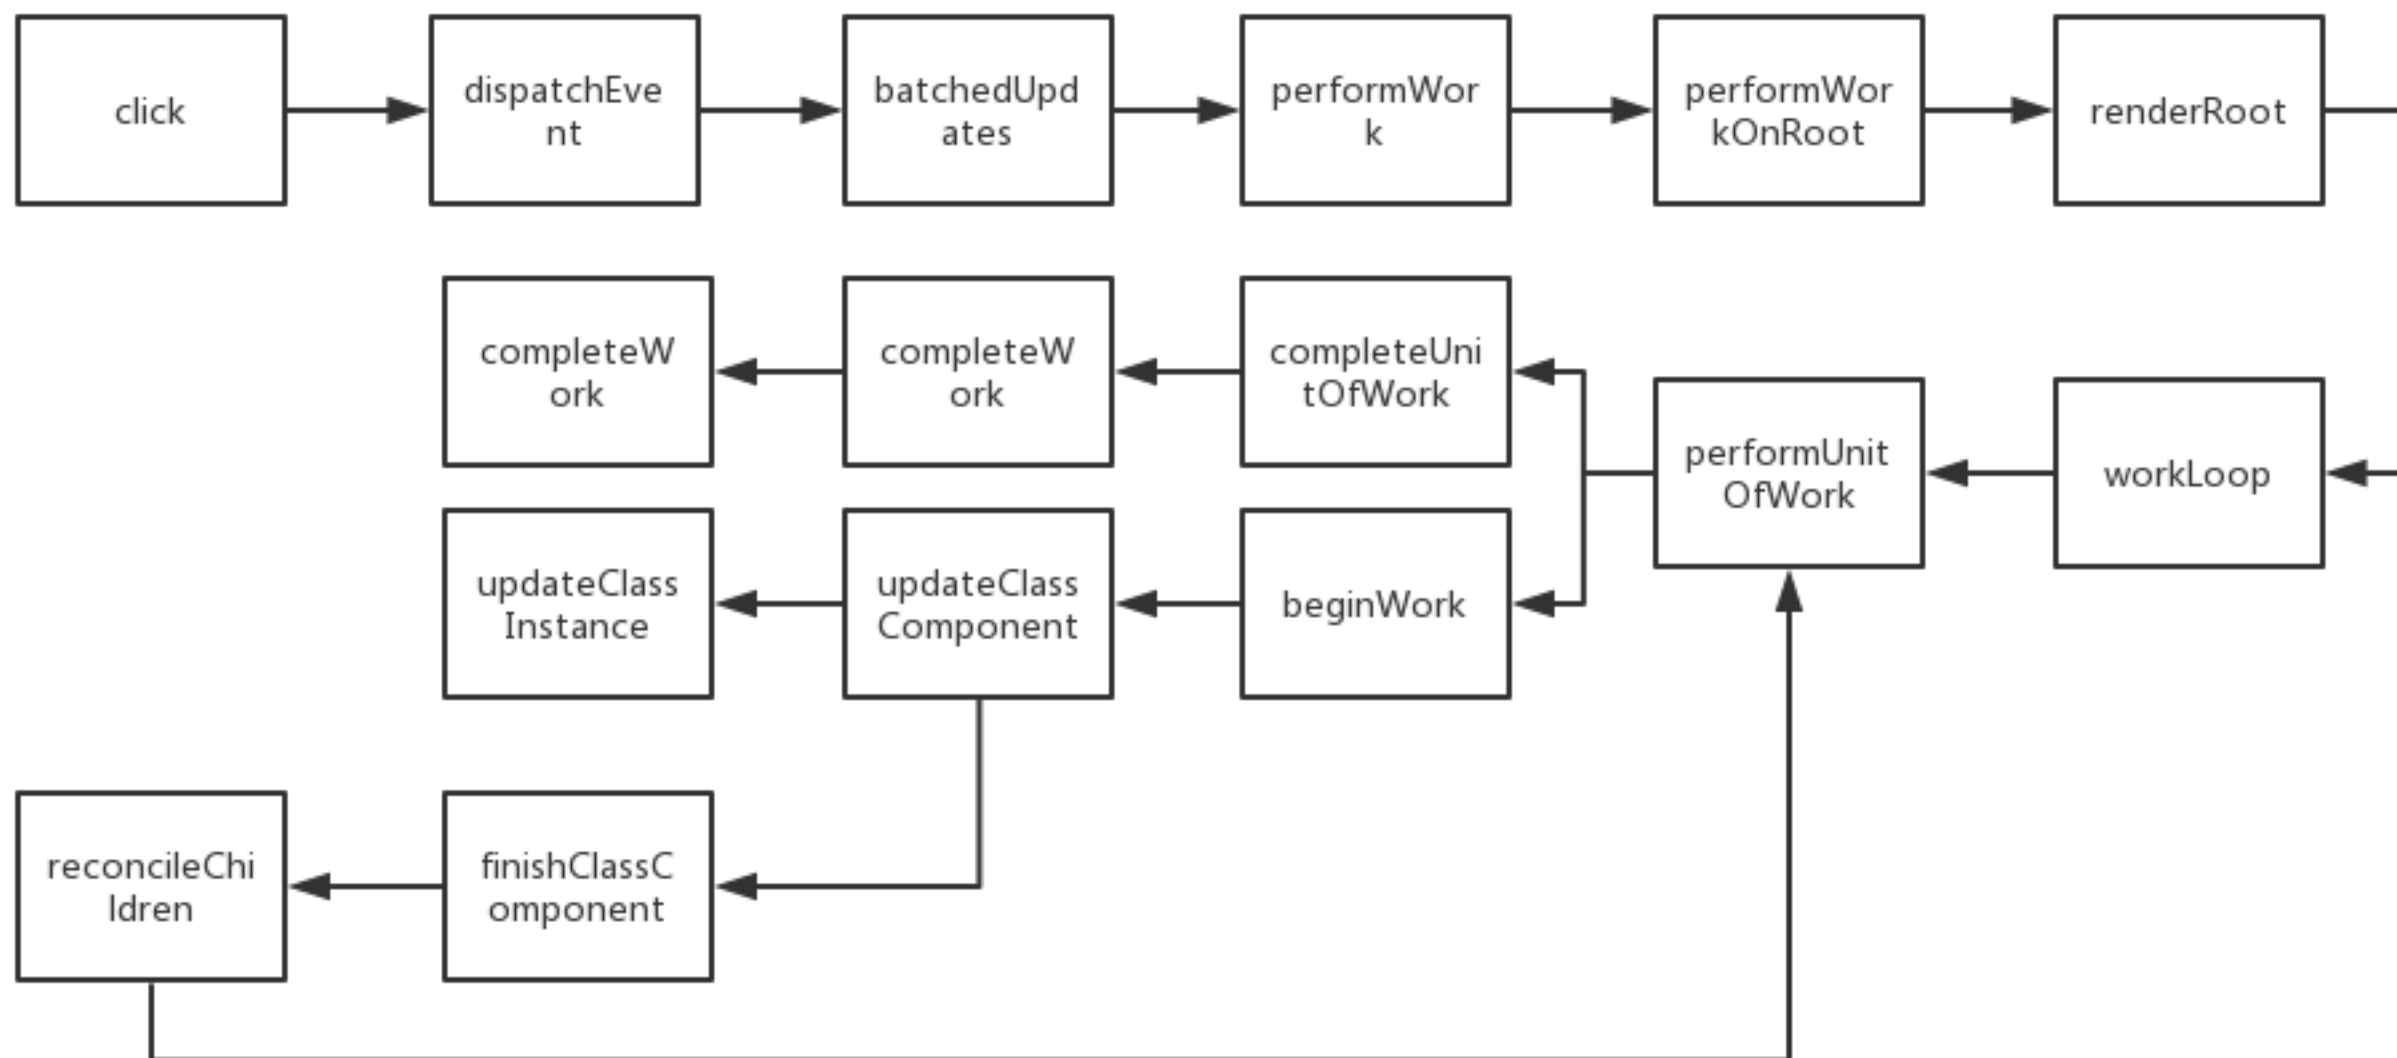 click
dispatchEve
nt
batchedUpd
ates
performWor
k
performWor
kOnRoot
renderRoot
completeW
ork
completeW
ork
completeUni
tOfWork
performUnit
OfWork
workLoop
updateClass
Instance
updateClass
Component
beginWork
reconcileChi
ldren
finishClassC
omponent